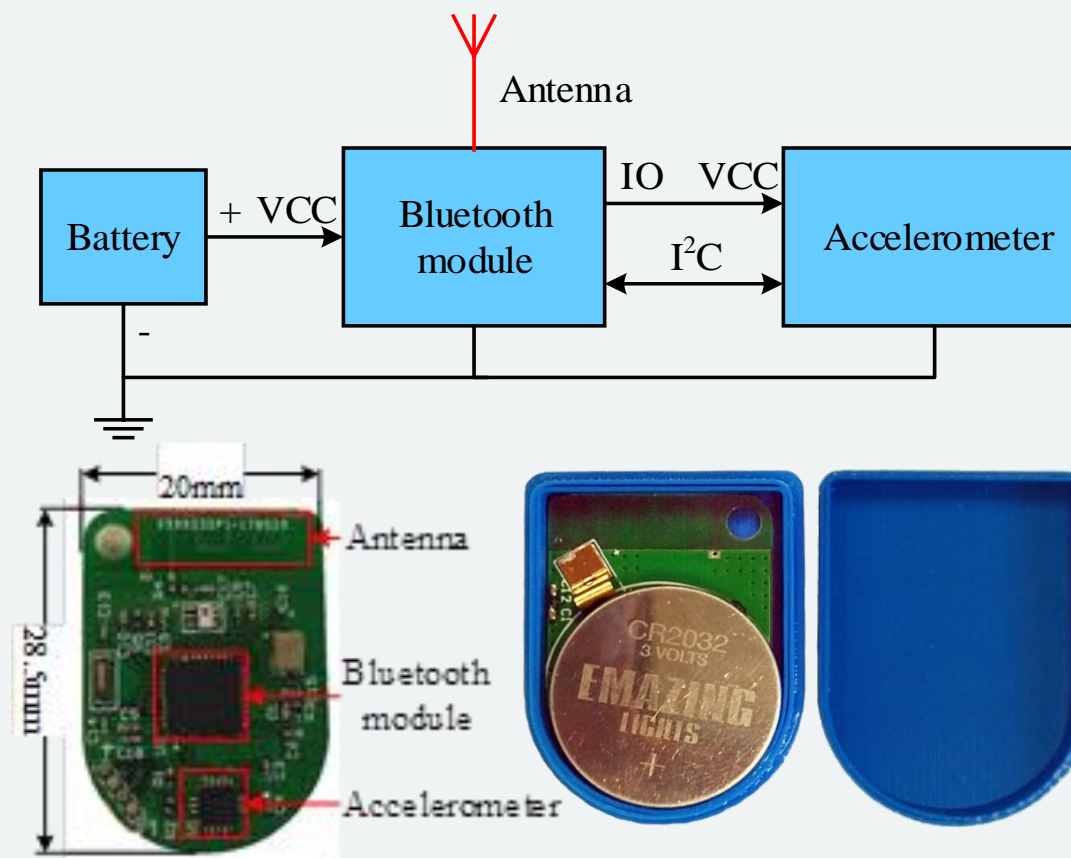 Antenna
Battery
+ VCC
Bluetooth
module
IO VCC
I²C
Accelerometer
-
20mm
28.5mm
Antenna
Bluetooth
module
Accelerometer
CR2032
3 VOLTS
EMAZING
LIGHTS
+